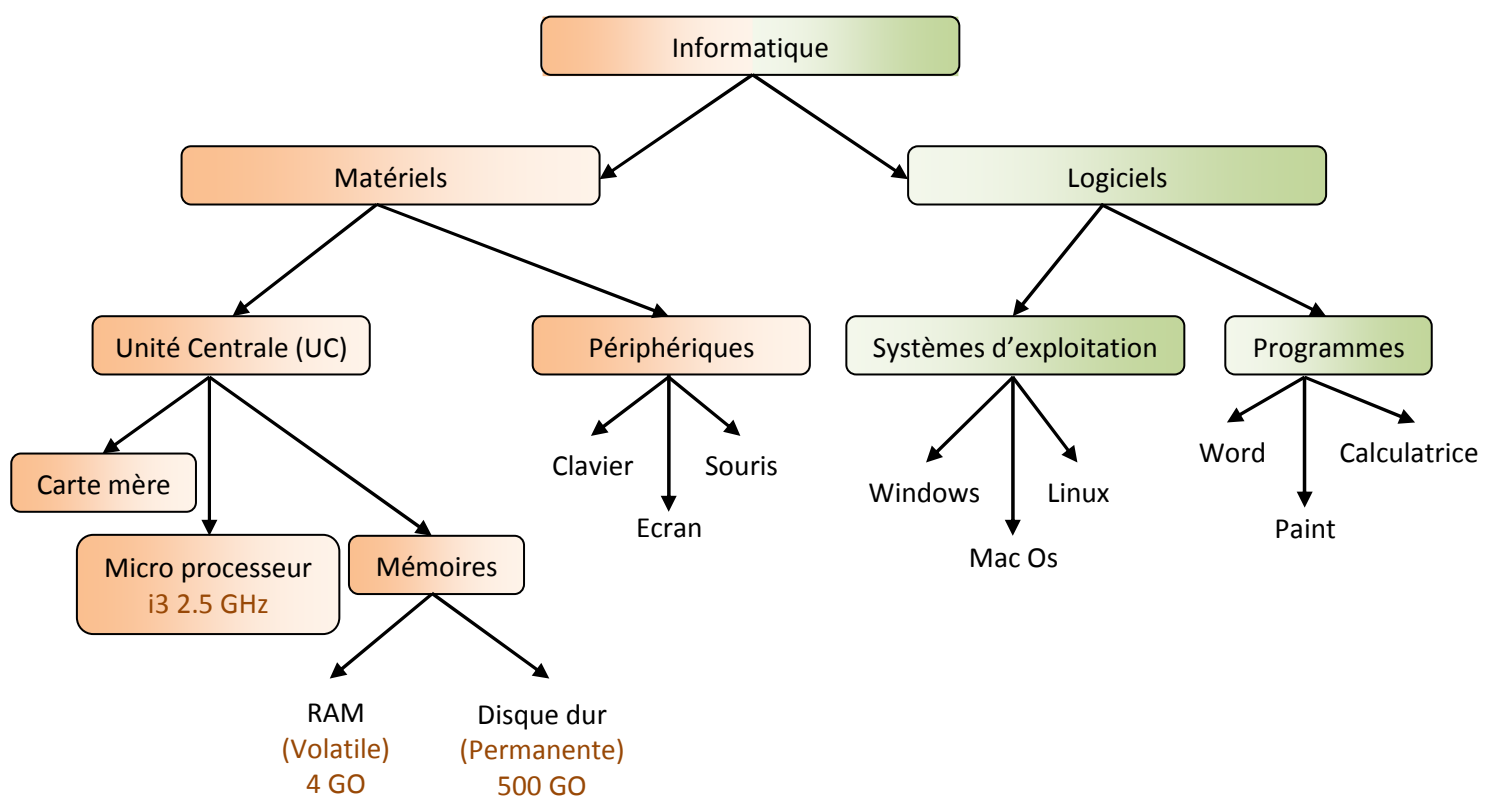 Informatique
Matériels
Logiciels
Unité Centrale (UC)
Périphériques
Systèmes d'exploitation
Programmes
Carte mère
Clavier
Souris
Ecran
Windows
Linux
Mac Os
Word
Calculatrice
Paint
Micro processeur
i3 2.5 GHz
Mémoires
RAM
(Volatile)
4 GO
Disque dur
(Permanente)
500 GO